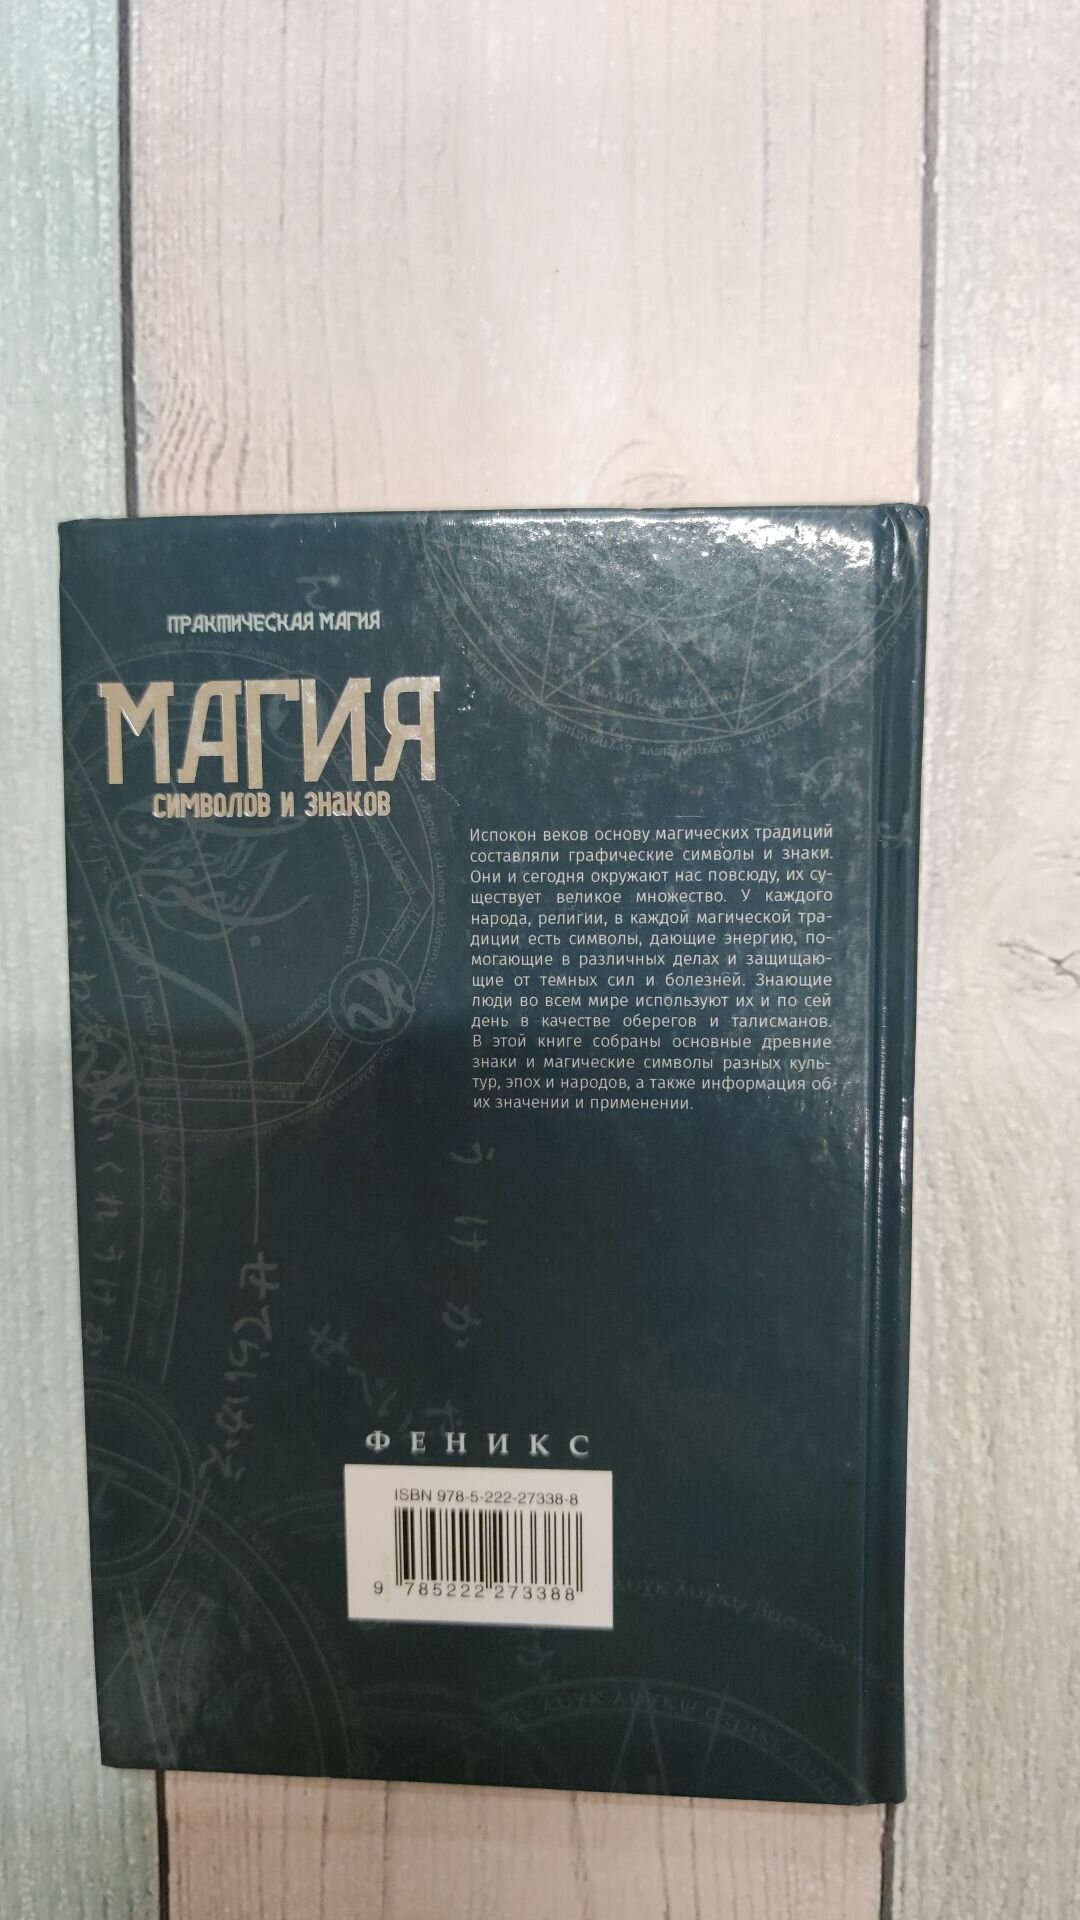 ПРАКТИЧЕСКАЯ МАГИЯ
МАГИЯ
СИМВОЛОВ И ЗНАКОВ
Испокон веков основу магических традиций
составляли графические символы и знаки.
Они и сегодня окружают нас повсюду, их су-
ществует великое множество. У каждого
народа, религии, в каждой магической тра-
диции есть символы, дающие энергию, по-
могающие в различных делах и защищаю-
щие от темных сил и болезней. Знающие
люди во всем мире используют их и по сей
день в качестве оберегов и талисманов.
В этой книге собраны основные древние
знаки и магические символы разных куль-
тур, эпох и народов, а также информация об
их значении и применении.
ФЕНИКС
ISBN 978-5-222-27338-8
9 785222 273388